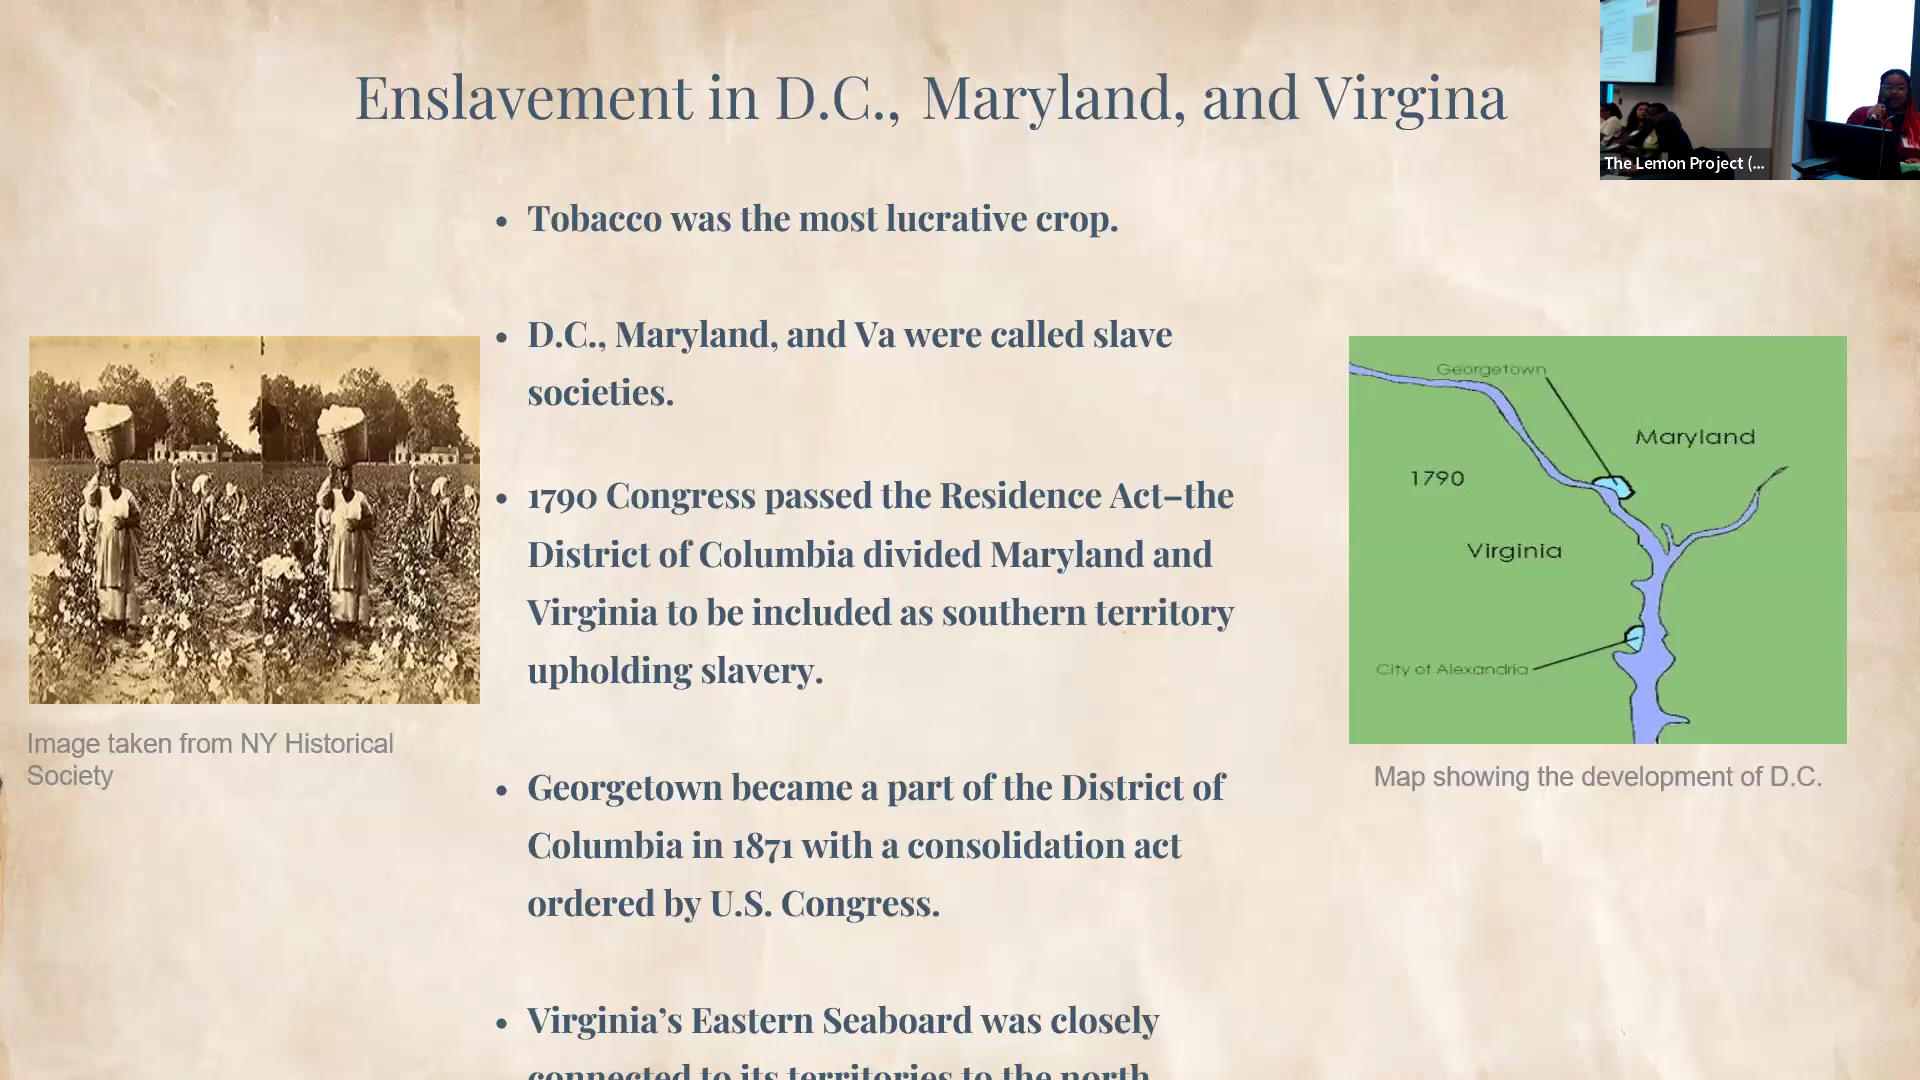 Enslavement in D.C., Maryland, and Virgina
The Lemon Project (...
• Tobacco was the most lucrative crop.
• D.C., Maryland, and Va were called slave
societies.
• 1790 Congress passed the Residence Act–the
District of Columbia divided Maryland and
Virginia to be included as southern territory
upholding slavery.
• Georgetown became a part of the District of
Columbia in 1871 with a consolidation act
ordered by U.S. Congress.
• Virginia’s Eastern Seaboard was closely
connected to its territories to the north
Image taken from NY Historical
Society
Georgetown
Maryland
1790
Virginia
City of Alexandria
Map showing the development of D.C.